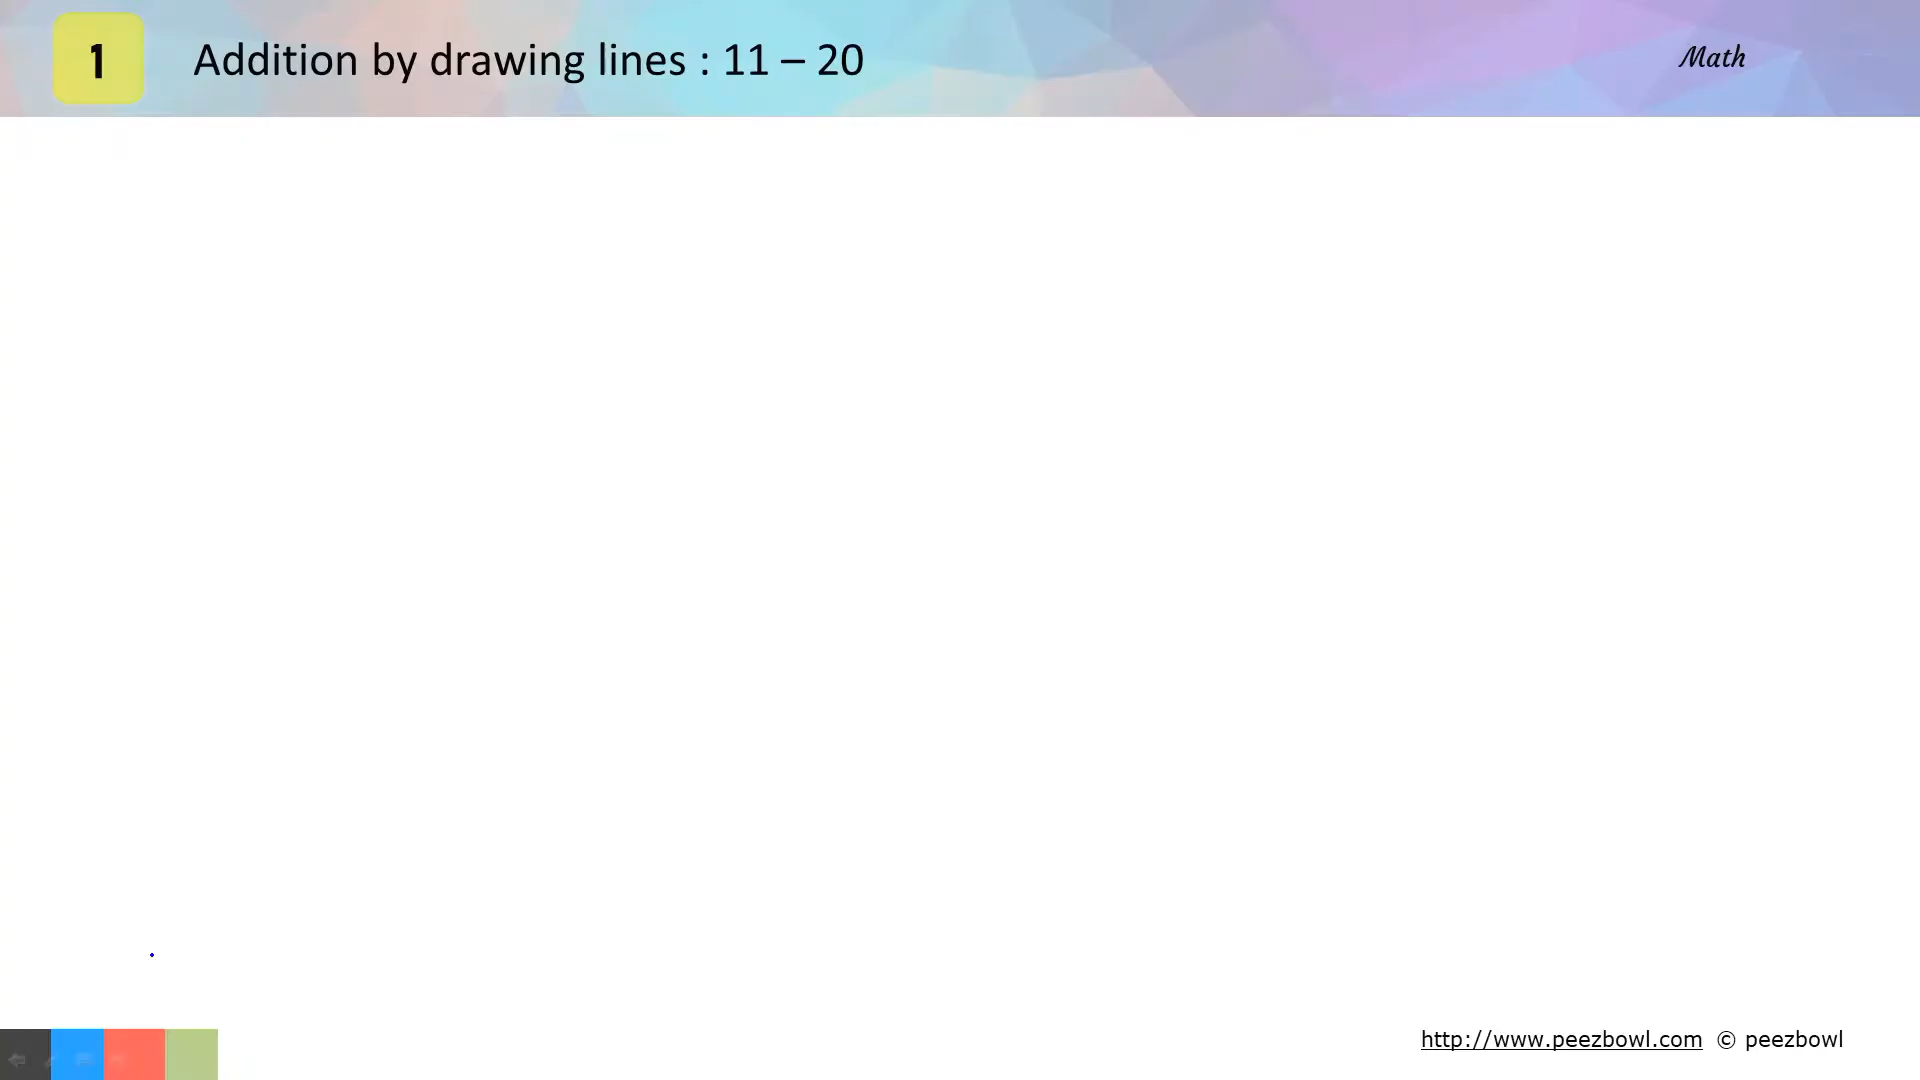 1
Addition by drawing lines : 11 – 20
Math
http://www.peezbowl.com © peezbowl